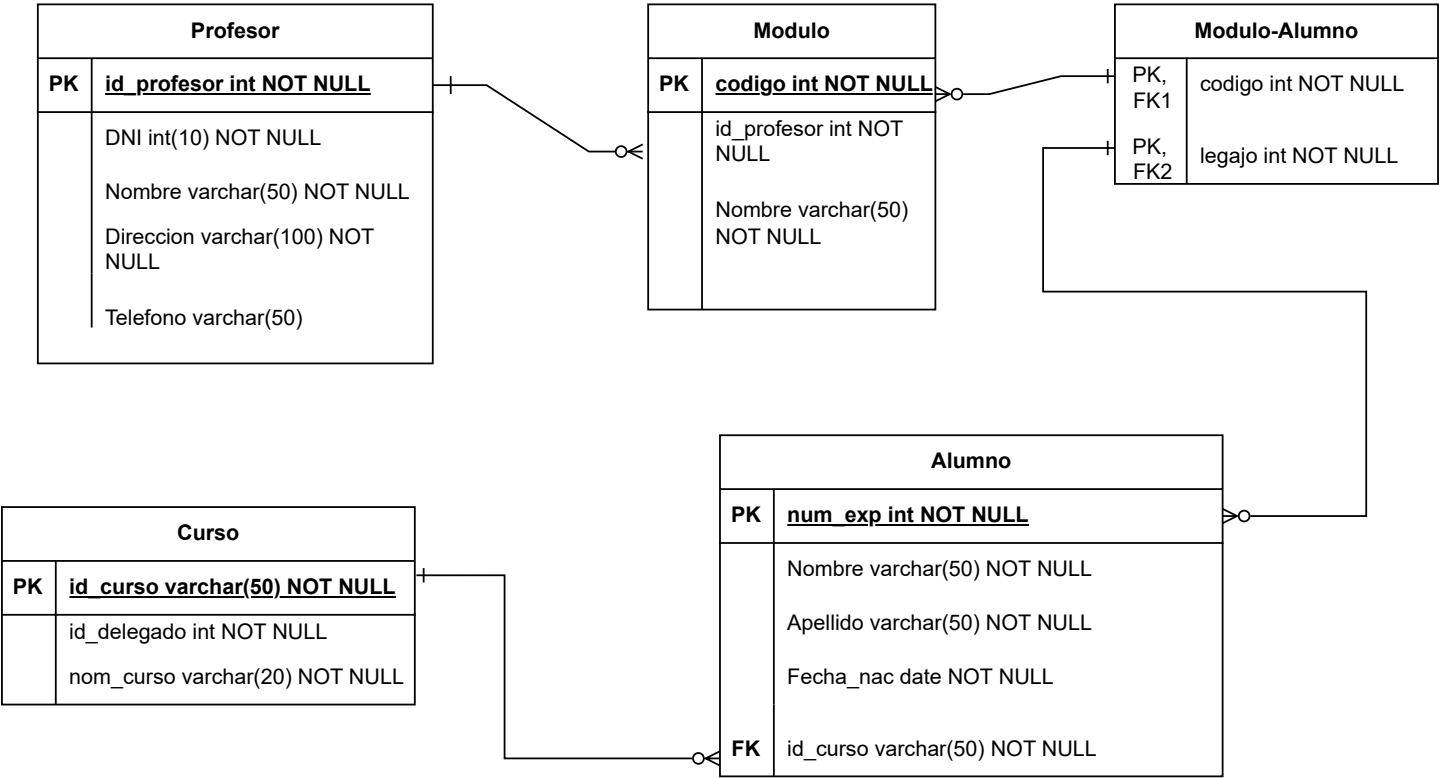 Profesor
PK id_profesor int NOT NULL
DNI int(10) NOT NULL
Nombre varchar(50) NOT NULL
Direccion varchar(100) NOT
NULL
Telefono varchar(50)
Modulo
PK codigo int NOT NULL
id_profesor int NOT
NULL
Nombre varchar(50)
NOT NULL
Modulo-Alumno
PK,
FK1
codigo int NOT NULL
PK,
FK2
legajo int NOT NULL
Curso
PK id_curso varchar(50) NOT NULL
id_delegado int NOT NULL
nom_curso varchar(20) NOT NULL
Alumno
PK num_exp int NOT NULL
Nombre varchar(50) NOT NULL
Apellido varchar(50) NOT NULL
Fecha_nac date NOT NULL
FK id_curso varchar(50) NOT NULL